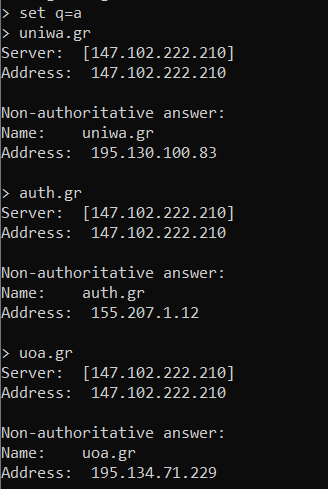 > set q=a
> uniwa.gr
Server:  [147.102.222.210]
Address:  147.102.222.210
Non-authoritative answer:
Name:    uniwa.gr
Address:  195.130.100.83
> auth.gr
Server:  [147.102.222.210]
Address:  147.102.222.210
Non-authoritative answer:
Name:    auth.gr
Address:  155.207.1.12
> uoa.gr
Server:  [147.102.222.210]
Address:  147.102.222.210
Non-authoritative answer:
Name:    uoa.gr
Address:  195.134.71.229